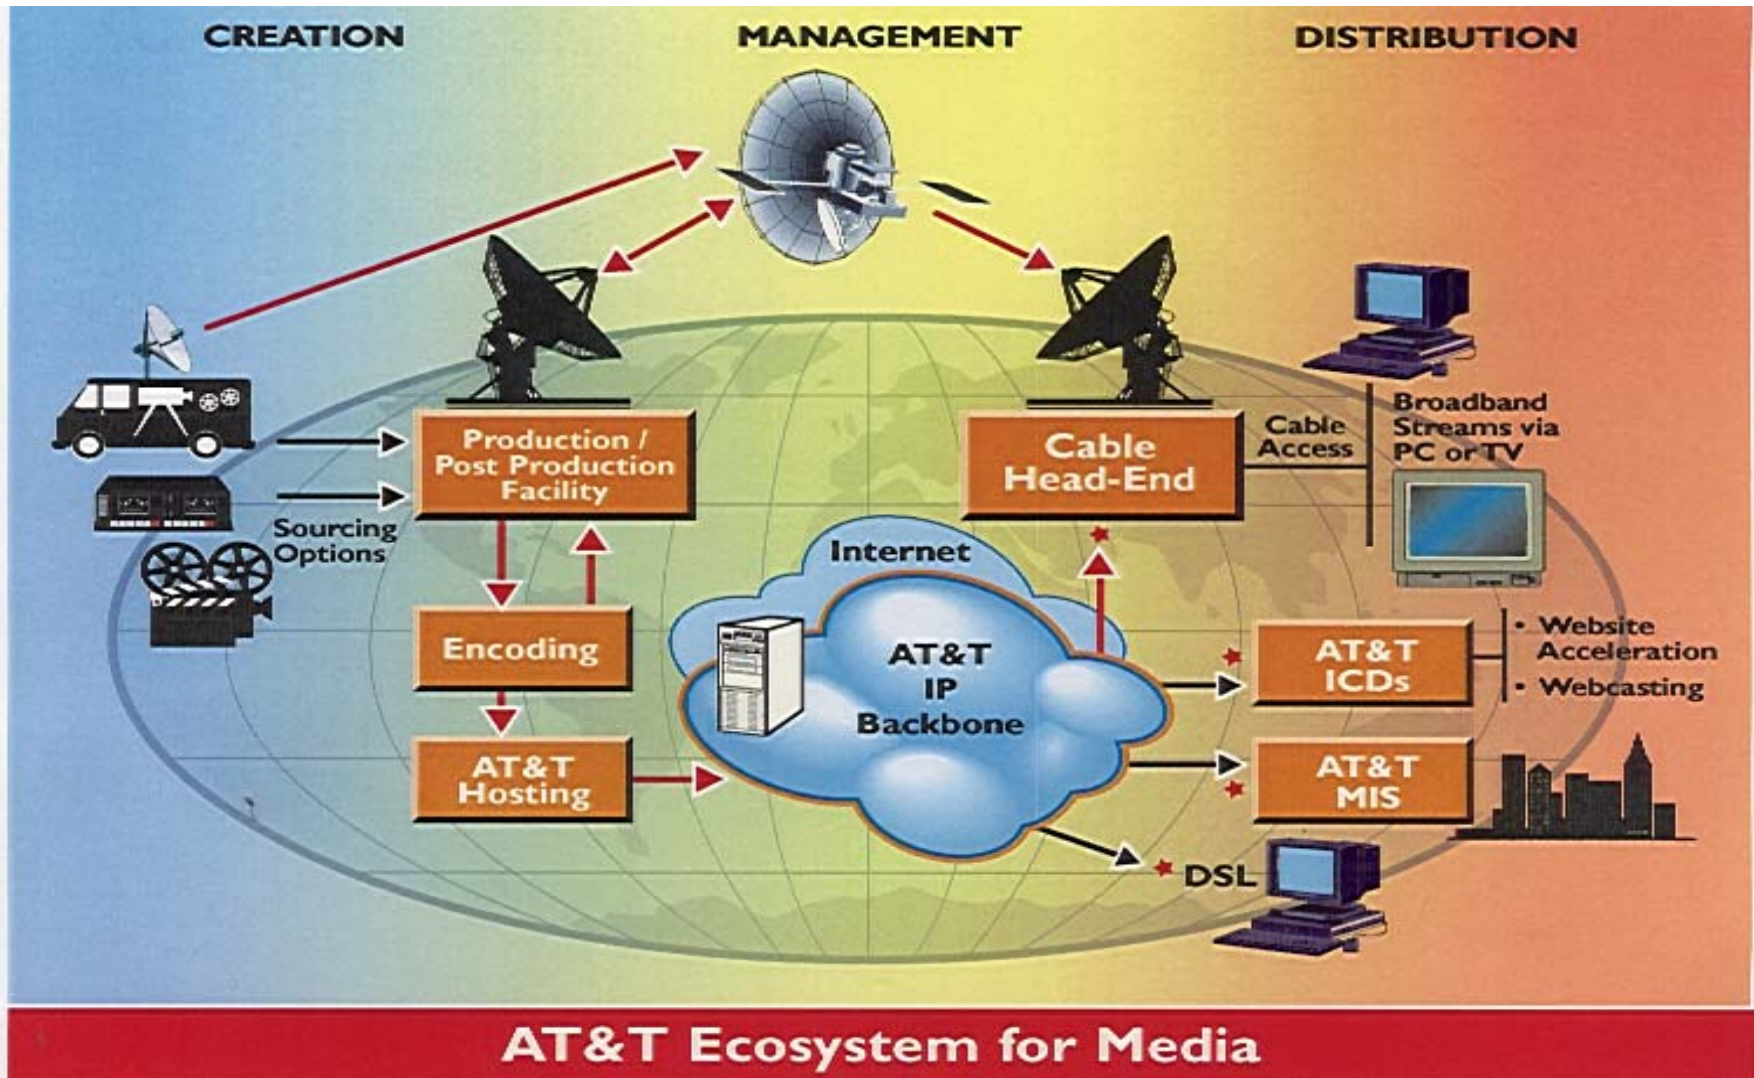 CREATION
MANAGEMENT
DISTRIBUTION
Production /
Post Production
Facility
Cable
Head-End
Cable
Access
Broadband
Streams via
PC or TV
Sourcing
Options
Internet
Encoding
AT&T
IP
Backbone
AT&T
ICDs
• Website
Acceleration
• Webcasting
AT&T
Hosting
AT&T
MIS
DSL
AT&T Ecosystem for Media